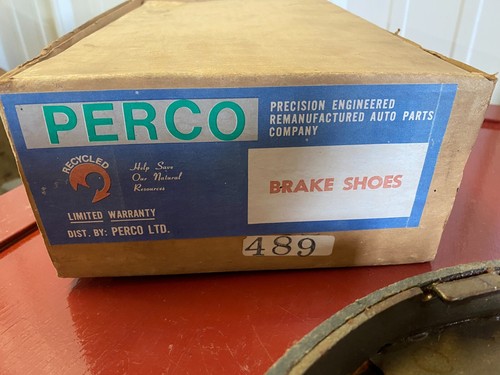 PERCO
PRECISION ENGINEERED
REMANUFACTURED AUTO PARTS
COMPANY
RECYCLED
Help Save
Our Natural
Resources
BRAKE SHOES
LIMITED WARRANTY
DIST. BY: PERCO LTD.
489